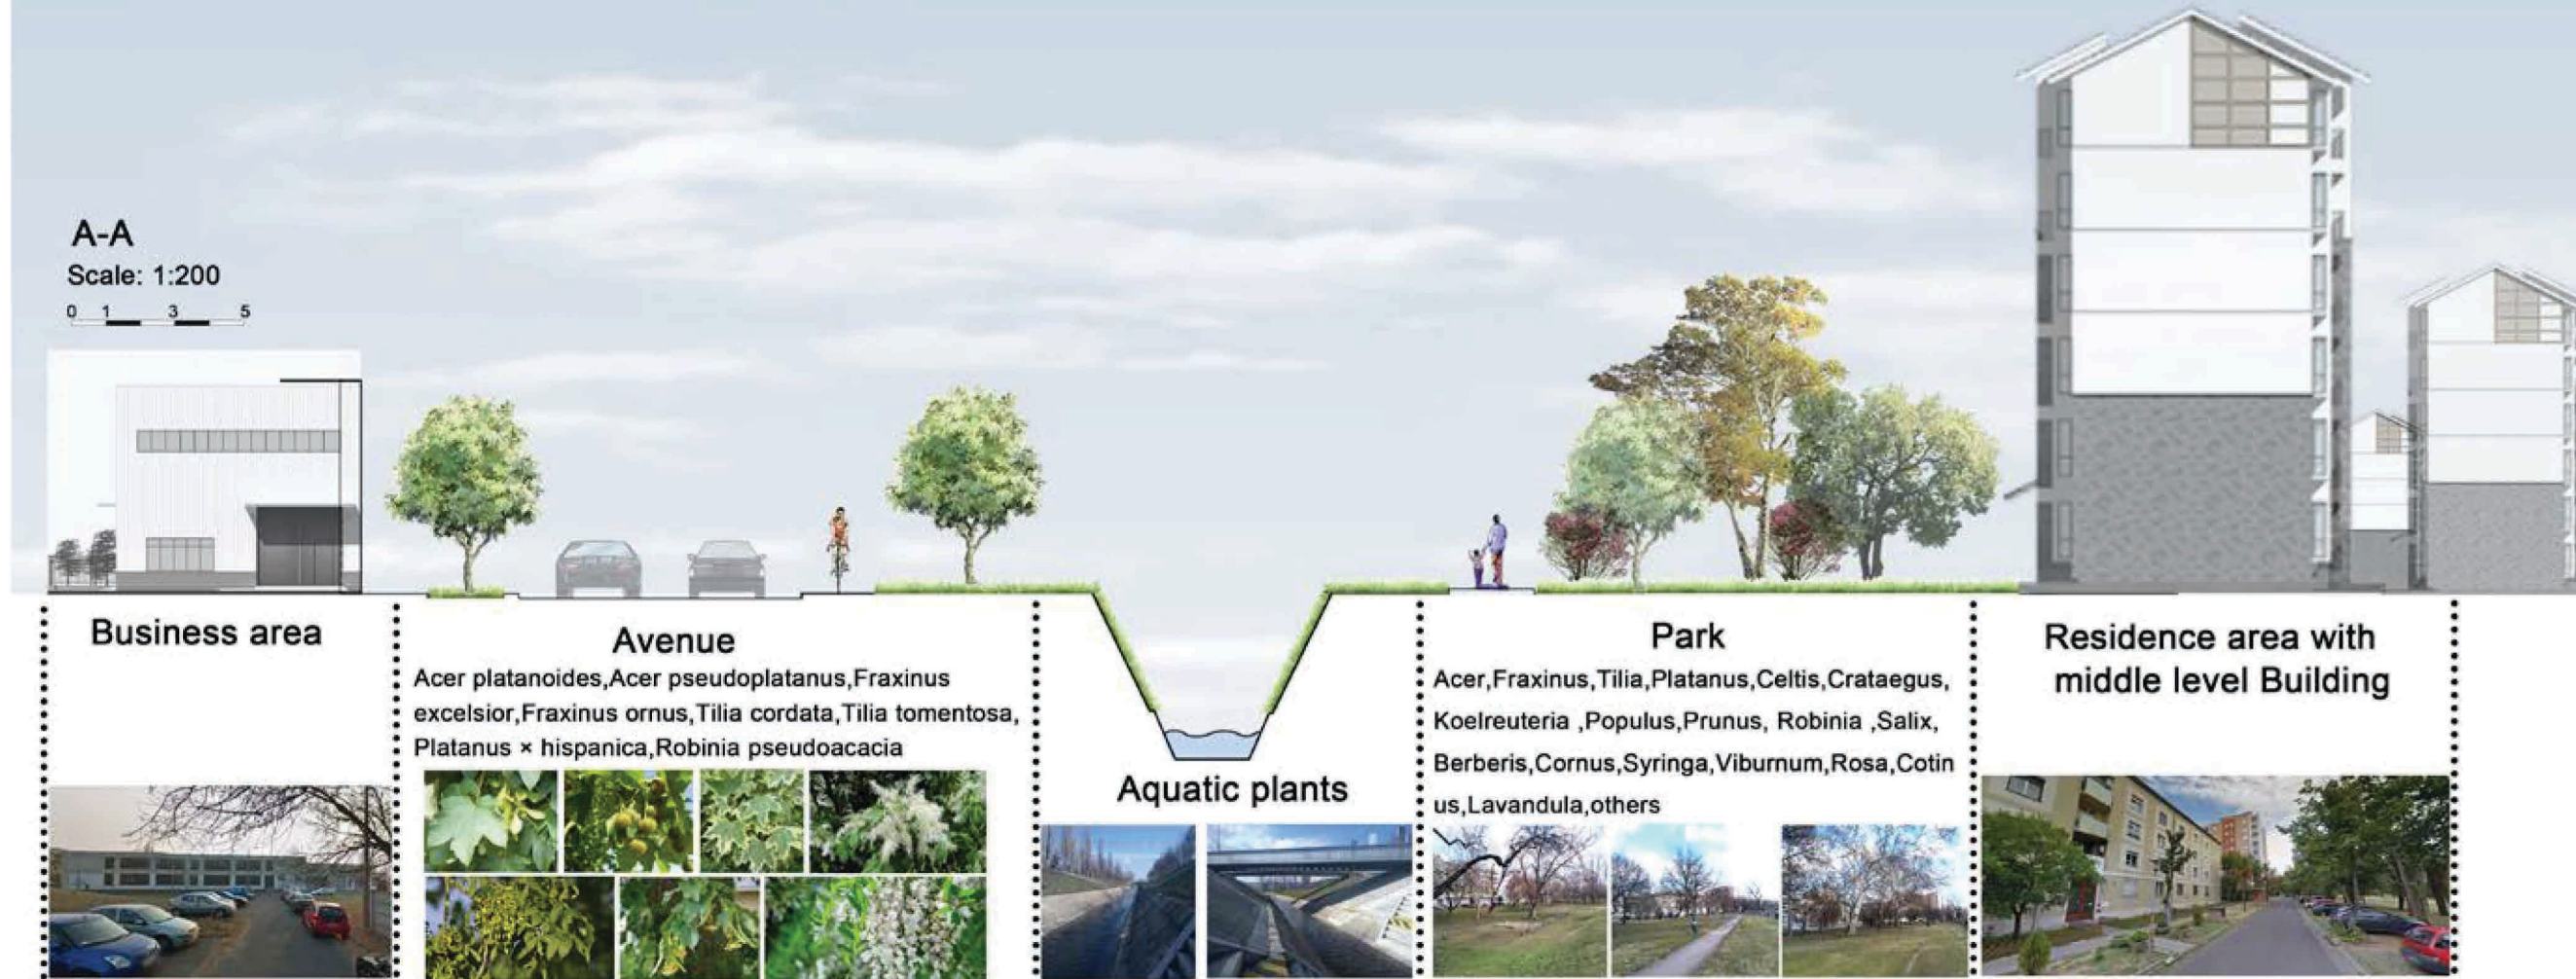 A-A
Scale: 1:200
0 1 3 5
Business area
Avenue
Acer platanoides,Acer pseudoplatanus,Fraxinus
excelsior,Fraxinus ornus,Tilia cordata,Tilia tomentosa,
Platanus × hispanica,Robinia pseudoacacia
Aquatic plants
Park
Acer,Fraxinus,Tilia,Platanus,Celtis,Crataegus,
Koelreuteria ,Populus,Prunus, Robinia ,Salix,
Berberis,Cornus,Syringa,Viburnum,Rosa,Cotin
us,Lavandula,others
Residence area with
middle level Building